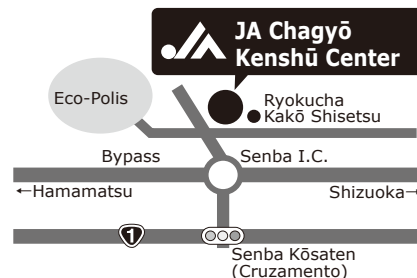 JA Chagyō
Kenshū Center
Eco-Polis
Ryokucha
Kakō Shisetsu
Bypass
Senba I.C.
←Hamamatsu
Shizuoka→
1
Senba Kōsaten
(Cruzamento)